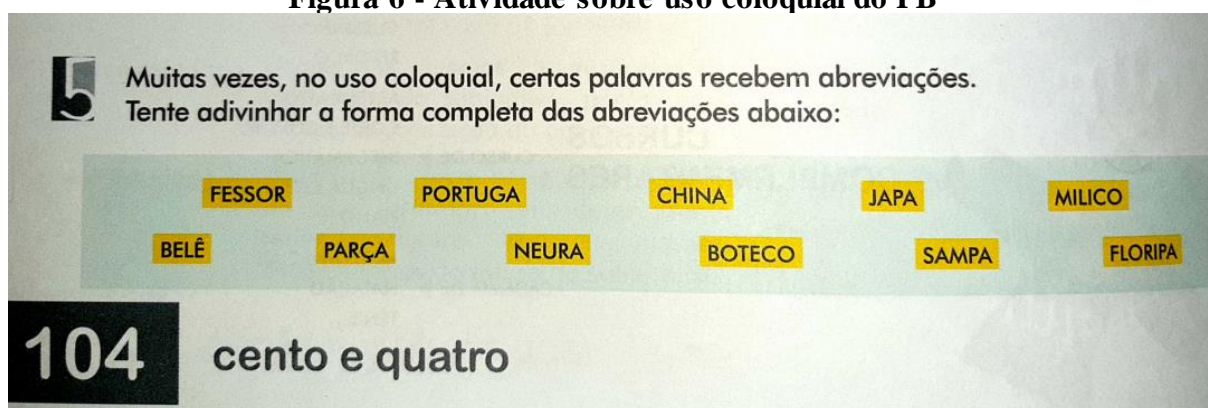 Figura 6 - Atividade sobre uso coloquial do PB
5 Muitas vezes, no uso coloquial, certas palavras recebem abreviações.
Tente adivinhar a forma completa das abreviações abaixo:
FESSOR PORTUGA CHINA JAPA MILICO
BELÊ PARÇA NEURA BOTECO SAMPA FLORIPA
104 cento e quatro